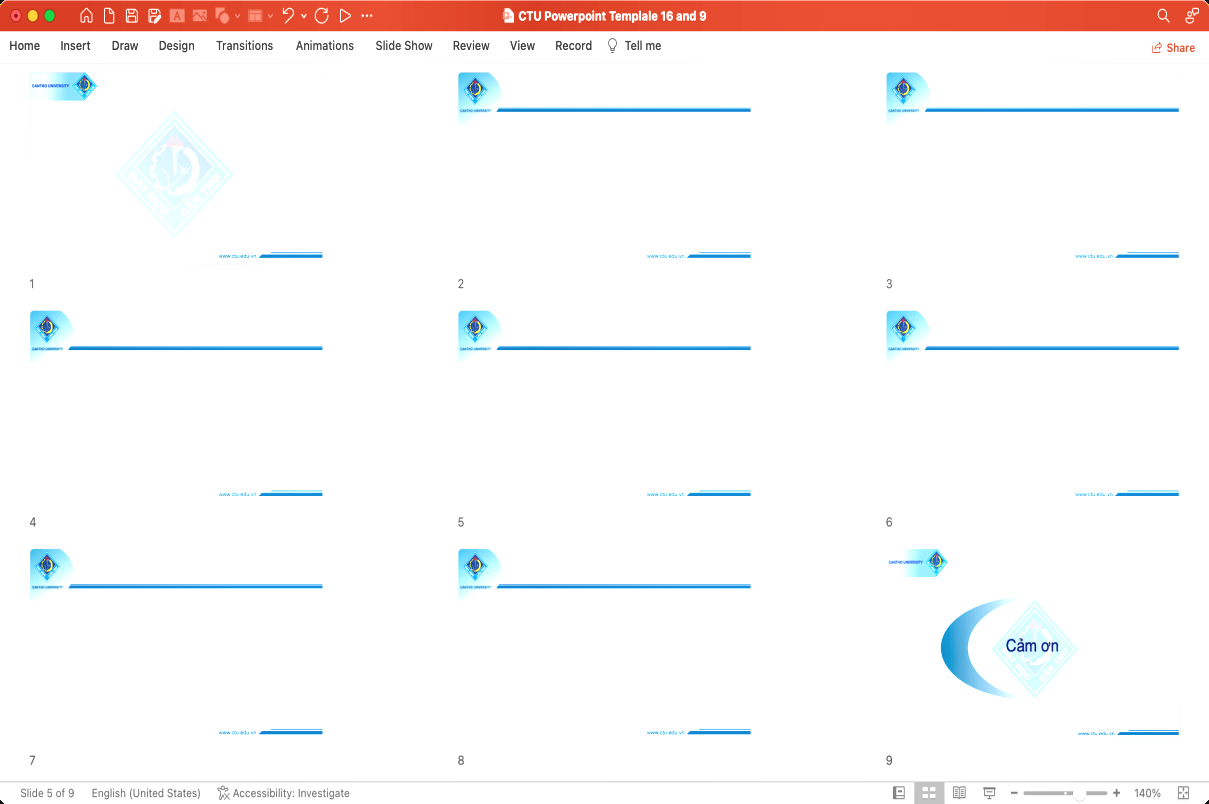 CTU Powerpoint Templale 16 and 9
Home Insert Draw Design Transitions Animations Slide Show Review View Record Tell me Share
CANTHO UNIVERSITY
www.ctu.edu.vn
1
CANTHO UNIVERSITY
www.ctu.edu.vn
2
CANTHO UNIVERSITY
www.ctu.edu.vn
3
CANTHO UNIVERSITY
www.ctu.edu.vn
4
CANTHO UNIVERSITY
www.ctu.edu.vn
5
CANTHO UNIVERSITY
www.ctu.edu.vn
6
CANTHO UNIVERSITY
www.ctu.edu.vn
7
CANTHO UNIVERSITY
www.ctu.edu.vn
8
CANTHO UNIVERSITY
Cảm ơn
www.ctu.edu.vn
9
Slide 5 of 9 English (United States) Accessibility: Investigate 140%